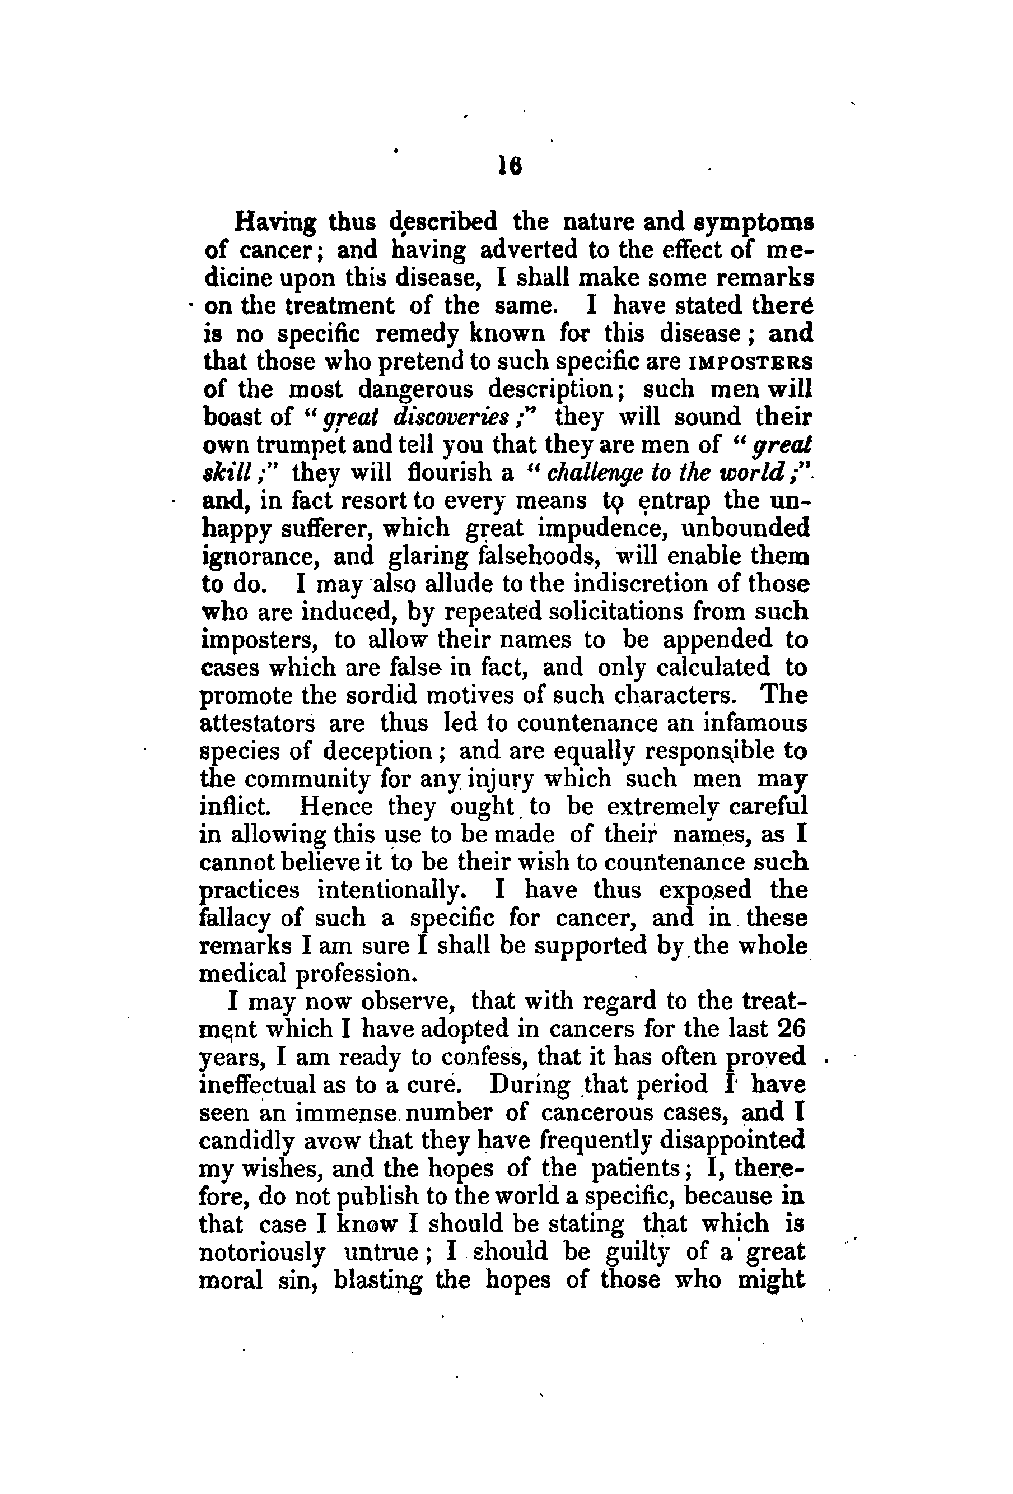 16
Having thus described the nature and symptoms
of cancer; and having adverted to the effect of me-
dicine upon this disease, I shall make some remarks
on the treatment of the same. I have stated there
is no specific remedy known for this disease; and
that those who pretend to such specific are IMPOSTERS
of the most dangerous description; such men will
boast of "great discoveries;" they will sound their
own trumpet and tell you that they are men of "great
skill;" they will flourish a "challenge to the world;"
and, in fact resort to every means to entrap the un-
happy sufferer, which great impudence, unbounded
ignorance, and glaring falsehoods, will enable them
to do. I may also allude to the indiscretion of those
who are induced, by repeated solicitations from such
imposters, to allow their names to be appended to
cases which are false in fact, and only calculated to
promote the sordid motives of such characters. The
attestators are thus led to countenance an infamous
species of deception; and are equally responsible to
the community for any injury which such men may
inflict. Hence they ought to be extremely careful
in allowing this use to be made of their names, as I
cannot believe it to be their wish to countenance such
practices intentionally. I have thus exposed the
fallacy of such a specific for cancer, and in these
remarks I am sure I shall be supported by the whole
medical profession.
I may now observe, that with regard to the treat-
ment which I have adopted in cancers for the last 26
years, I am ready to confess, that it has often proved
ineffectual as to a cure. During that period I have
seen an immense number of cancerous cases, and I
candidly avow that they have frequently disappointed
my wishes, and the hopes of the patients; I, there-
fore, do not publish to the world a specific, because in
that case I know I should be stating that which is
notoriously untrue; I should be guilty of a great
moral sin, blasting the hopes of those who might